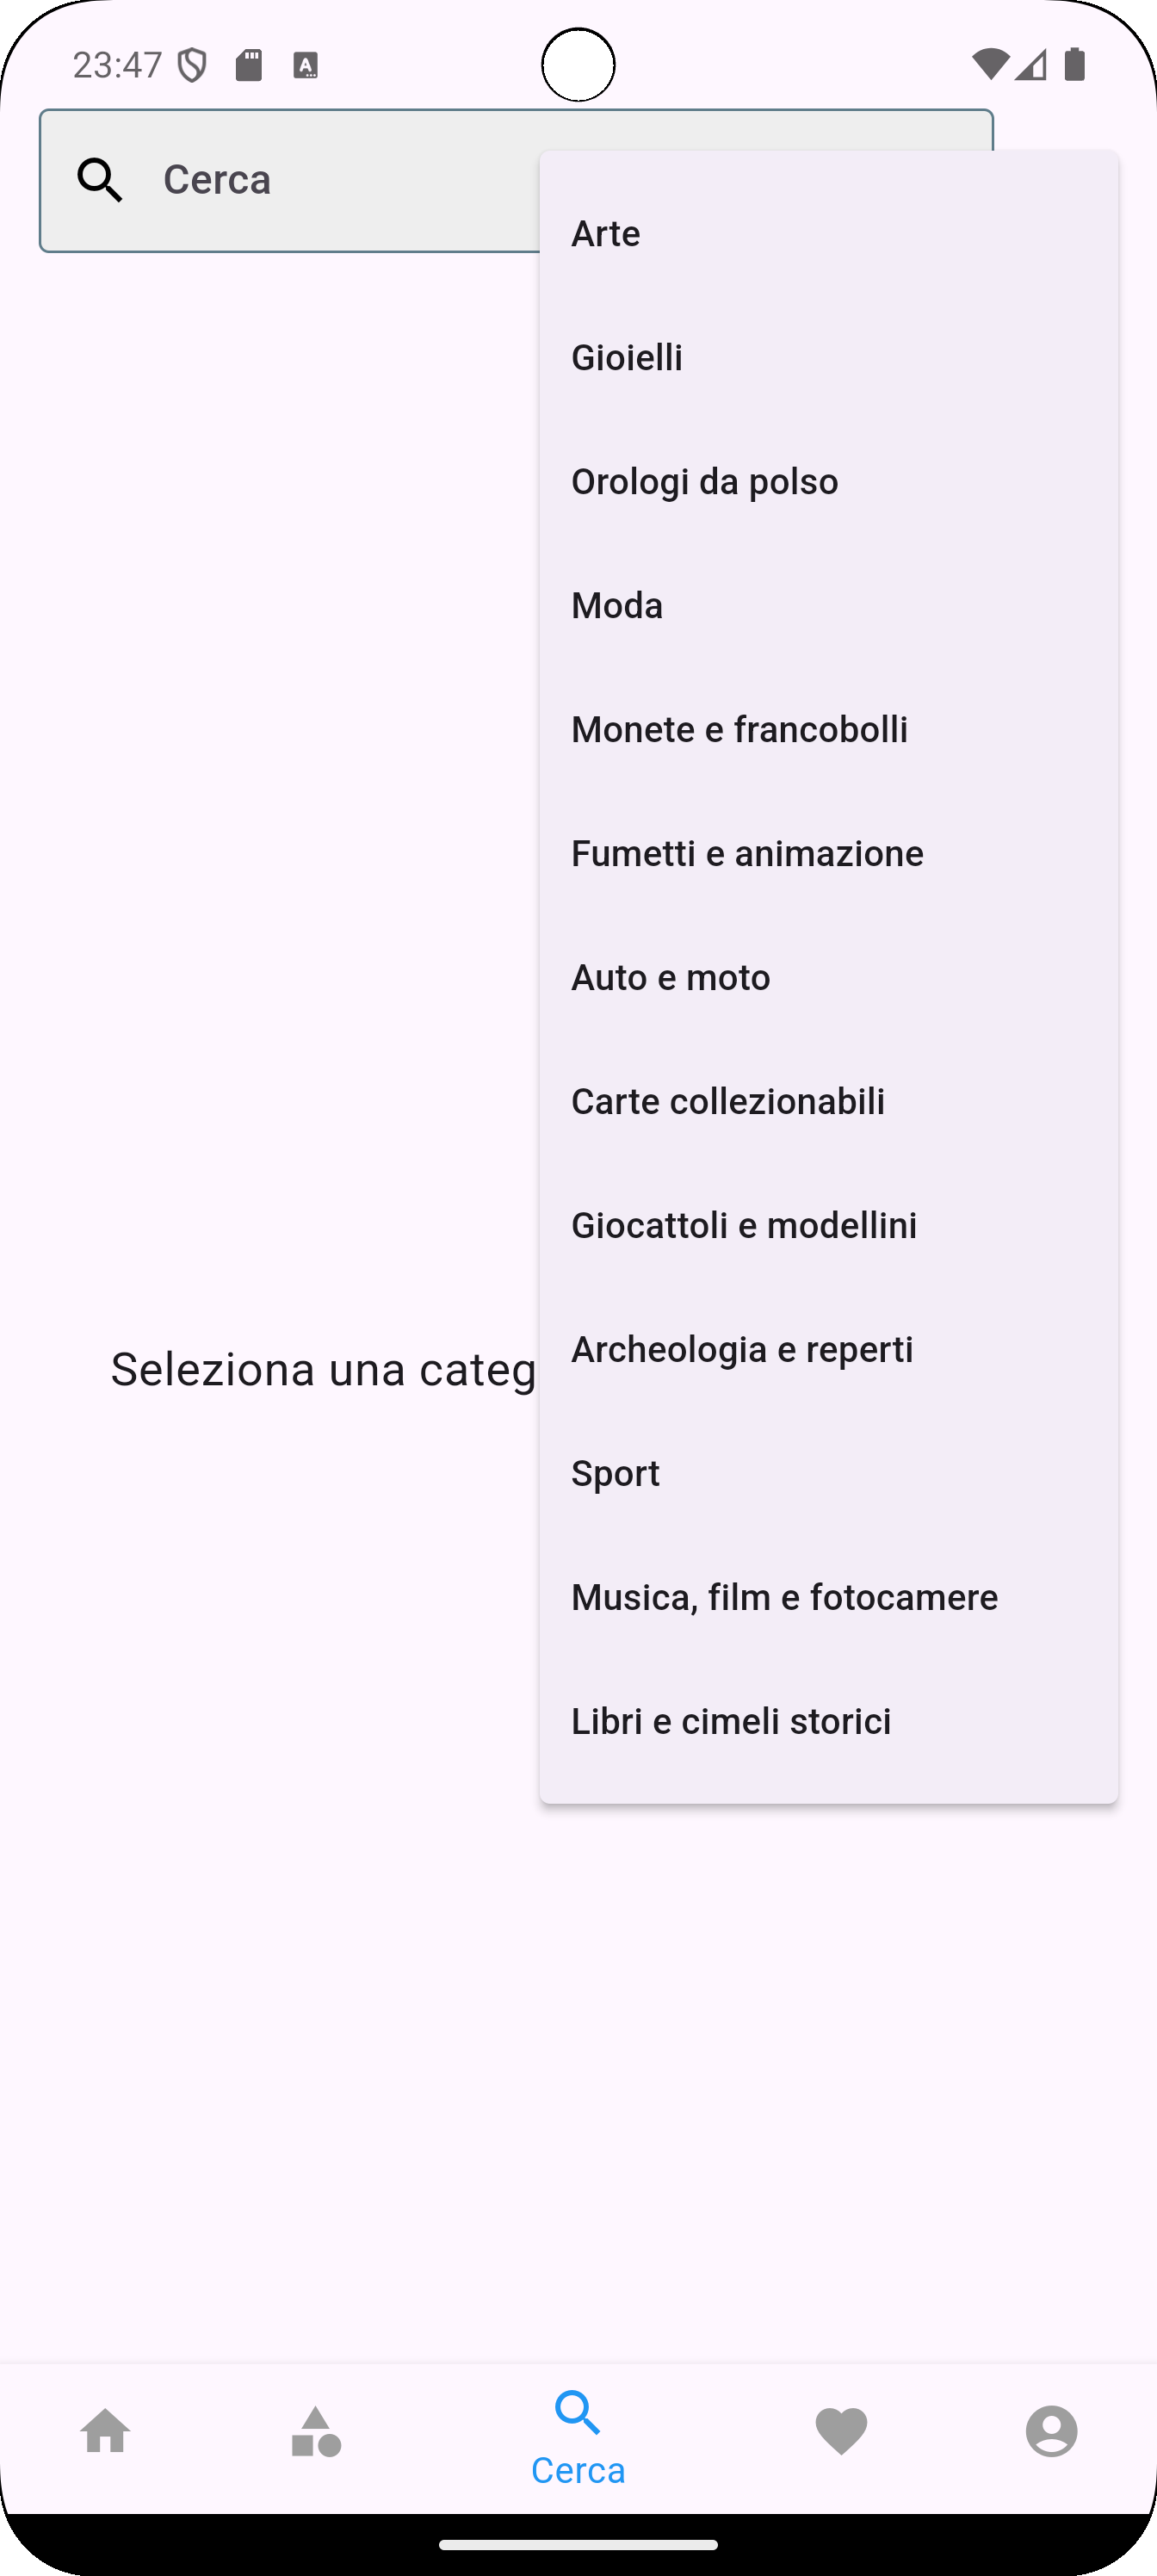 23:47
Cerca
Arte
Gioielli
Orologi da polso
Moda
Monete e francobolli
Fumetti e animazione
Auto e moto
Carte collezionabili
Giocattoli e modellini
Archeologia e reperti
Seleziona una categ
Sport
Musica, film e fotocamere
Libri e cimeli storici
Cerca